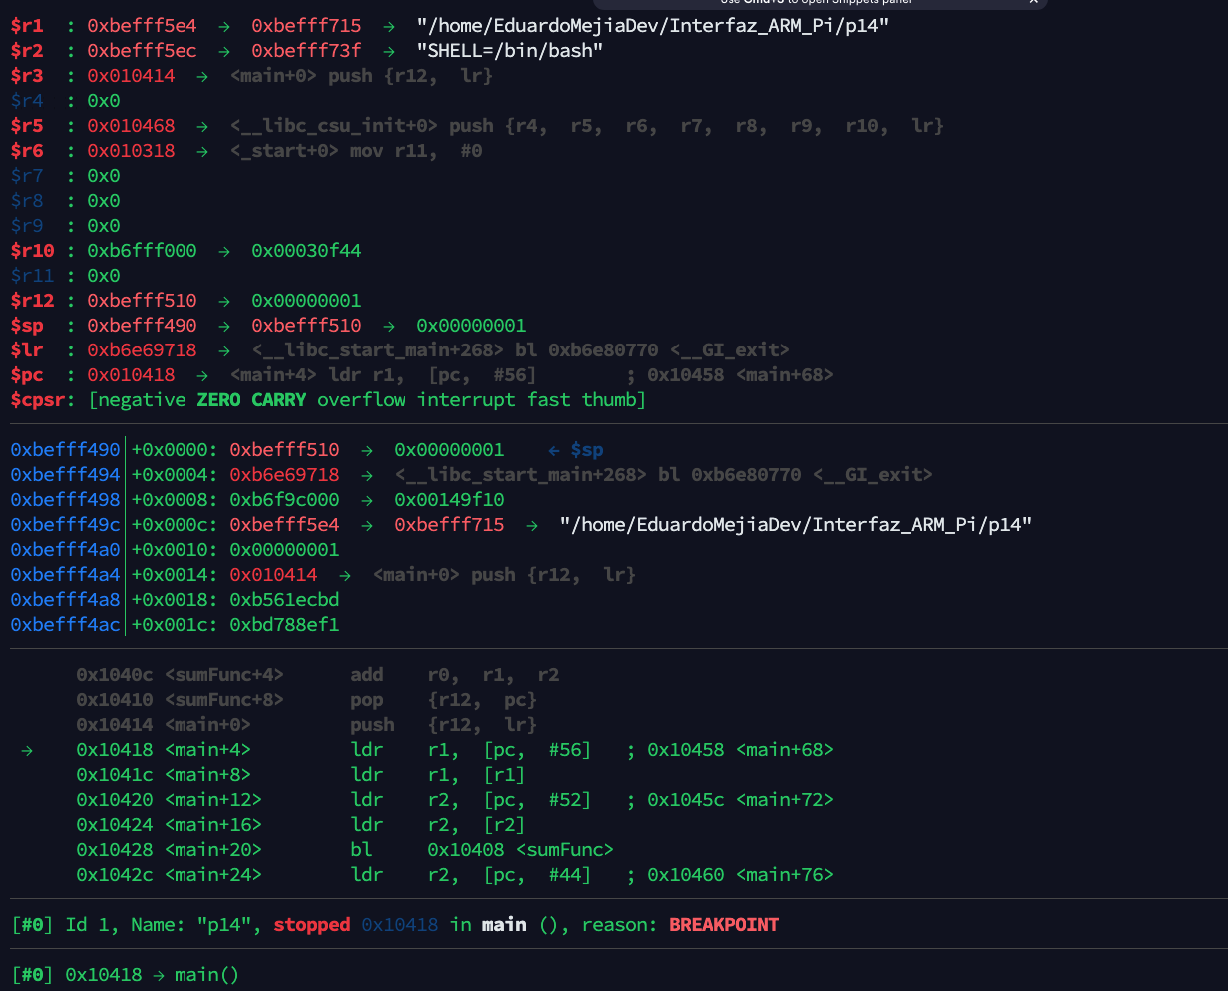 $r1 : 0xbefff5e4 → 0xbefff715 → "/home/EduardoMejiaDev/Interfaz_ARM_Pi/p14"
$r2 : 0xbefff5ec → 0xbefff73f → "SHELL=/bin/bash"
$r3 : 0x010414 → <main+0> push {r12, lr}
$r4 : 0x0
$r5 : 0x010468 → <__libc_csu_init+0> push {r4, r5, r6, r7, r8, r9, r10, lr}
$r6 : 0x010318 → <_start+0> mov r11, #0
$r7 : 0x0
$r8 : 0x0
$r9 : 0x0
$r10 : 0xb6fff000 → 0x00030f44
$r11 : 0x0
$r12 : 0xbefff510 → 0x00000001
$sp : 0xbefff490 → 0xbefff510 → 0x00000001
$lr : 0xb6e69718 → <__libc_start_main+268> bl 0xb6e80770 <__GI_exit>
$pc : 0x010418 → <main+4> ldr r1, [pc, #56] ; 0x10458 <main+68>
$cpsr: [negative ZERO CARRY overflow interrupt fast thumb]
0xbefff490│+0x0000: 0xbefff510 → 0x00000001 ← $sp
0xbefff494│+0x0004: 0xb6e69718 → <__libc_start_main+268> bl 0xb6e80770 <__GI_exit>
0xbefff498│+0x0008: 0xb6f9c000 → 0x00149f10
0xbefff49c│+0x000c: 0xbefff5e4 → 0xbefff715 → "/home/EduardoMejiaDev/Interfaz_ARM_Pi/p14"
0xbefff4a0│+0x0010: 0x00000001
0xbefff4a4│+0x0014: 0x010414 → <main+0> push {r12, lr}
0xbefff4a8│+0x0018: 0xb561ecbd
0xbefff4ac│+0x001c: 0xbd788ef1
0x1040c <sumFunc+4> add r0, r1, r2
0x10410 <sumFunc+8> pop {r12, pc}
0x10414 <main+0> push {r12, lr}
→ 0x10418 <main+4> ldr r1, [pc, #56] ; 0x10458 <main+68>
0x1041c <main+8> ldr r1, [r1]
0x10420 <main+12> ldr r2, [pc, #52] ; 0x1045c <main+72>
0x10424 <main+16> ldr r2, [r2]
0x10428 <main+20> bl 0x10408 <sumFunc>
0x1042c <main+24> ldr r2, [pc, #44] ; 0x10460 <main+76>
[#0] Id 1, Name: "p14", stopped 0x10418 in main (), reason: BREAKPOINT
[#0] 0x10418 → main()